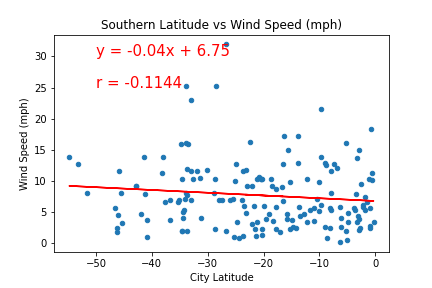 Southern Latitude vs Wind Speed (mph)
y = -0.04x + 6.75
r = -0.1144
Wind Speed (mph)
30
25
20
15
10
5
0
−50 −40 −30 −20 −10 0
City Latitude